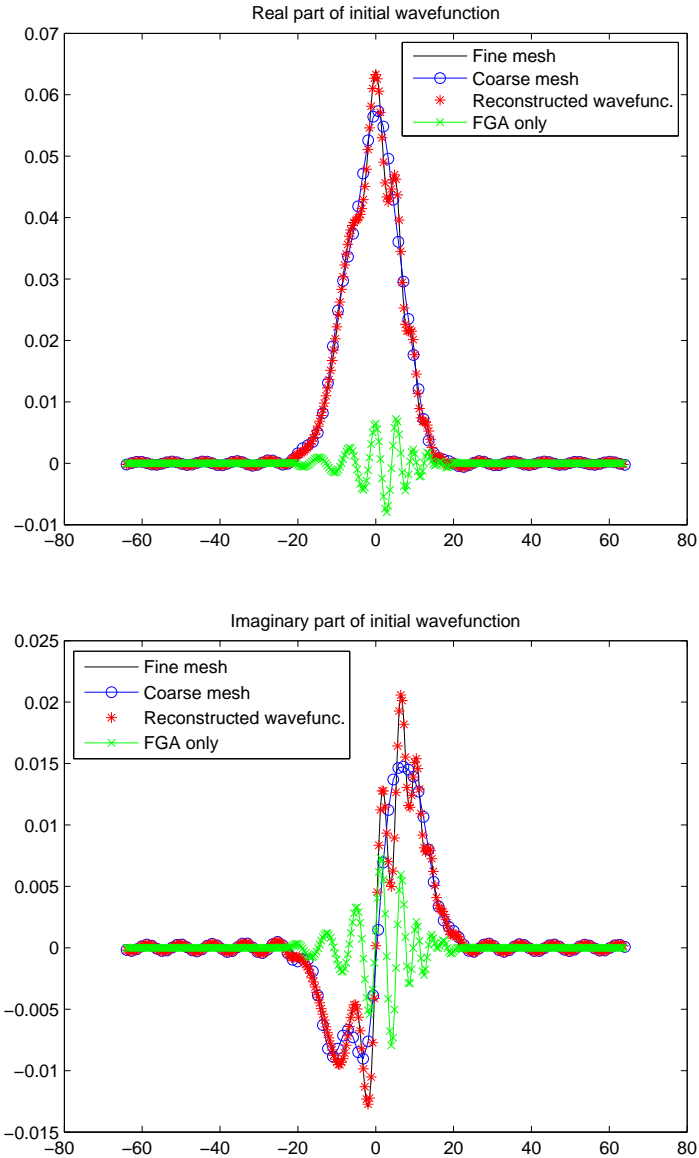 Real part of initial wavefunction
0.07
0.06
0.05
0.04
0.03
0.02
0.01
0
−0.01
Fine mesh
Coarse mesh
Reconstructed wavefunc.
FGA only
−80 −60 −40 −20 0 20 40 60 80
Imaginary part of initial wavefunction
0.025
0.02
0.015
0.01
0.005
0
−0.005
−0.01
−0.015
Fine mesh
Coarse mesh
Reconstructed wavefunc.
FGA only
−80 −60 −40 −20 0 20 40 60 80